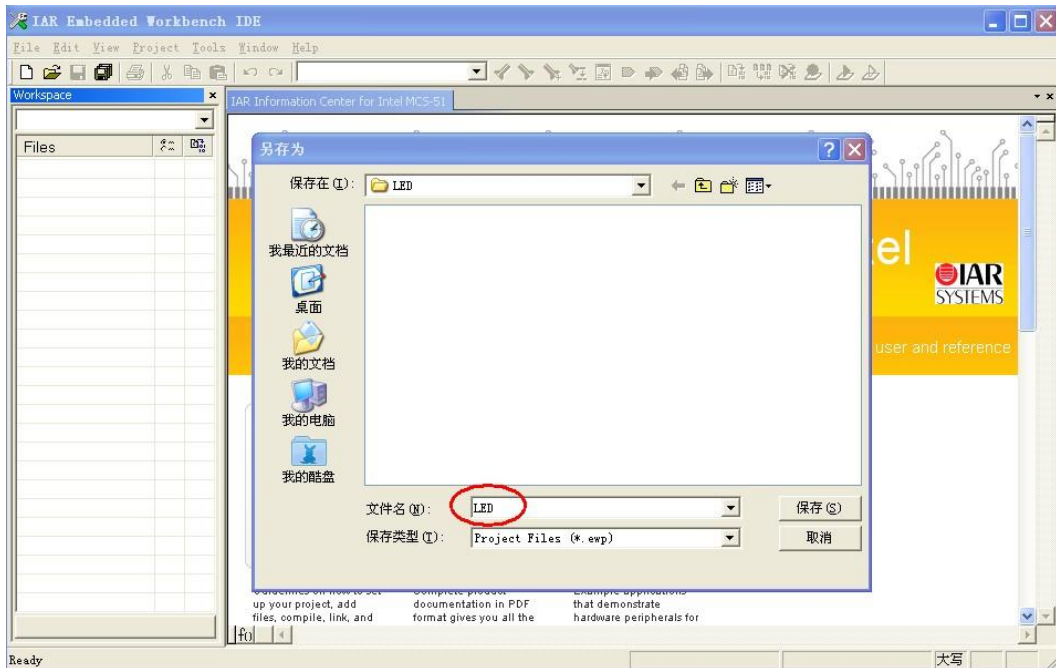 IAR Embedded Workbench IDE
File Edit View Project Tools Window Help
Workspace
IAR Information Center for Intel MCS-51
Files
另存为
保存在(I):
LED
我最近的文档
桌面
我的文档
我的电脑
我的酷盘
文件名(N):
LED
保存(S)
保存类型(T):
Project Files (*.ewp)
取消
el
IAR
SYSTEMS
user and reference
up your project, add
files, compile, link, and
documentation in PDF
format gives you all the
that demonstrate
hardware peripherals for
Ready
大写